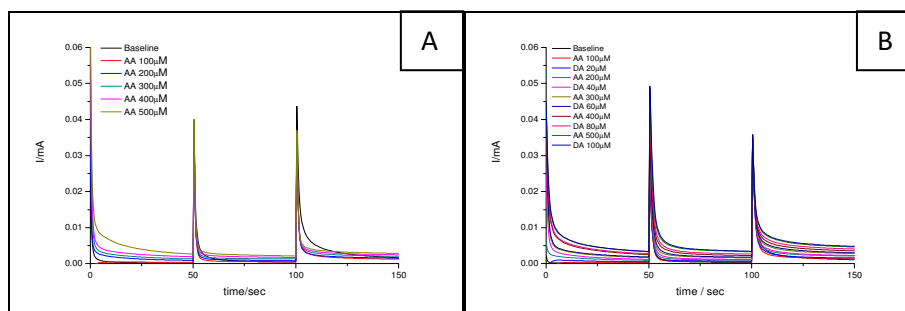 A
0.06
0.05
0.04
0.03
0.02
0.01
0.00
I/mA
Baseline
AA 100µM
AA 200µM
AA 300µM
AA 400µM
AA 500µM
0
50
100
150
time/sec
B
0.06
0.05
0.04
0.03
0.02
0.01
0.00
I/mA
Baseline
AA 100µM
DA 20µM
AA 200µM
DA 40µM
AA 300µM
DA 60µM
AA 400µM
DA 80µM
AA 500µM
DA 100µM
0
50
100
150
time / sec